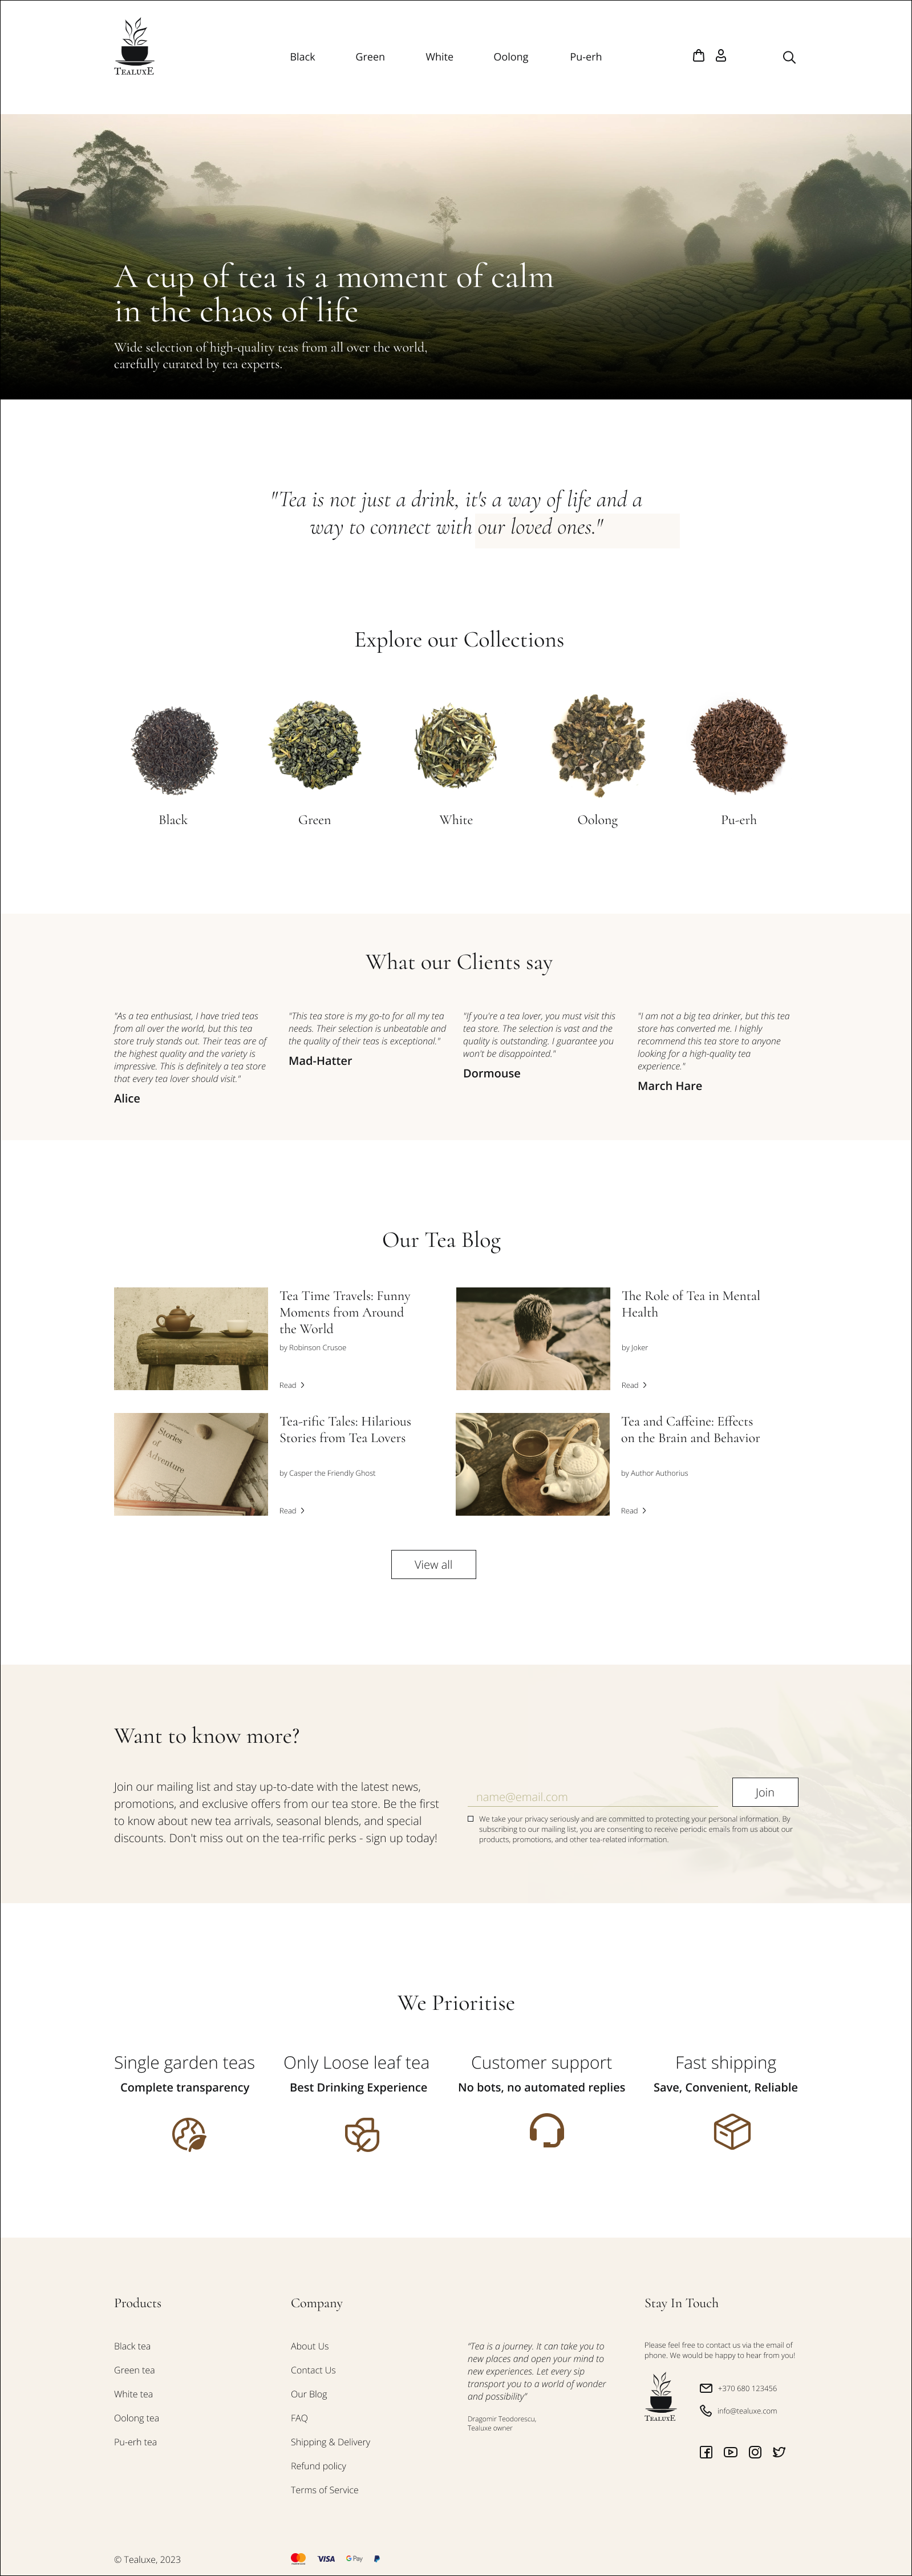 TEALUXE
Black
Green
White
Oolong
Pu-erh
A cup of tea is a moment of calm
in the chaos of life
Wide selection of high-quality teas from all over the world,
carefully curated by tea experts.
"Tea is not just a drink, it's a way of life and a
way to connect with our loved ones."
Explore our Collections
Black
Green
White
Oolong
Pu-erh
What our Clients say
"As a tea enthusiast, I have tried teas
from all over the world, but this tea
store truly stands out. Their teas are of
the highest quality and the variety is
impressive. This is definitely a tea store
that every tea lover should visit."
Alice
"This tea store is my go-to for all my tea
needs. Their selection is unbeatable and
the quality of their teas is exceptional."
Mad-Hatter
"If you're a tea lover, you must visit this
tea store. The selection is vast and the
quality is outstanding. I guarantee you
won't be disappointed."
Dormouse
"I am not a big tea drinker, but this tea
store has converted me. I highly
recommend this tea store to anyone
looking for a high-quality tea
experience."
March Hare
Our Tea Blog
Tea Time Travels: Funny
Moments from Around
the World
by Robinson Crusoe
Read
The Role of Tea in Mental
Health
by Joker
Read
Stories
of
Adventure
Tea-rific Tales: Hilarious
Stories from Tea Lovers
by Casper the Friendly Ghost
Read
Tea and Caffeine: Effects
on the Brain and Behavior
by Author Authorius
Read
View all
Want to know more?
Join our mailing list and stay up-to-date with the latest news,
promotions, and exclusive offers from our tea store. Be the first
to know about new tea arrivals, seasonal blends, and special
discounts. Don't miss out on the tea-rrific perks - sign up today!
name@email.com
Join
We take your privacy seriously and are committed to protecting your personal information. By
subscribing to our mailing list, you are consenting to receive periodic emails from us about our
products, promotions, and other tea-related information.
We Prioritise
Single garden teas
Complete transparency
Only Loose leaf tea
Best Drinking Experience
Customer support
No bots, no automated replies
Fast shipping
Save, Convenient, Reliable
Products
Black tea
Green tea
White tea
Oolong tea
Pu-erh tea
Company
About Us
Contact Us
Our Blog
FAQ
Shipping & Delivery
Refund policy
Terms of Service
"Tea is a journey. It can take you to
new places and open your mind to
new experiences. Let every sip
transport you to a world of wonder
and possibility"
Dragomir Teodorescu,
Tealuxe owner
Stay In Touch
Please feel free to contact us via the email of
phone. We would be happy to hear from you!
TEALUXE
+370 680 123456
info@tealuxe.com
© Tealuxe, 2023
VISA
G Pay